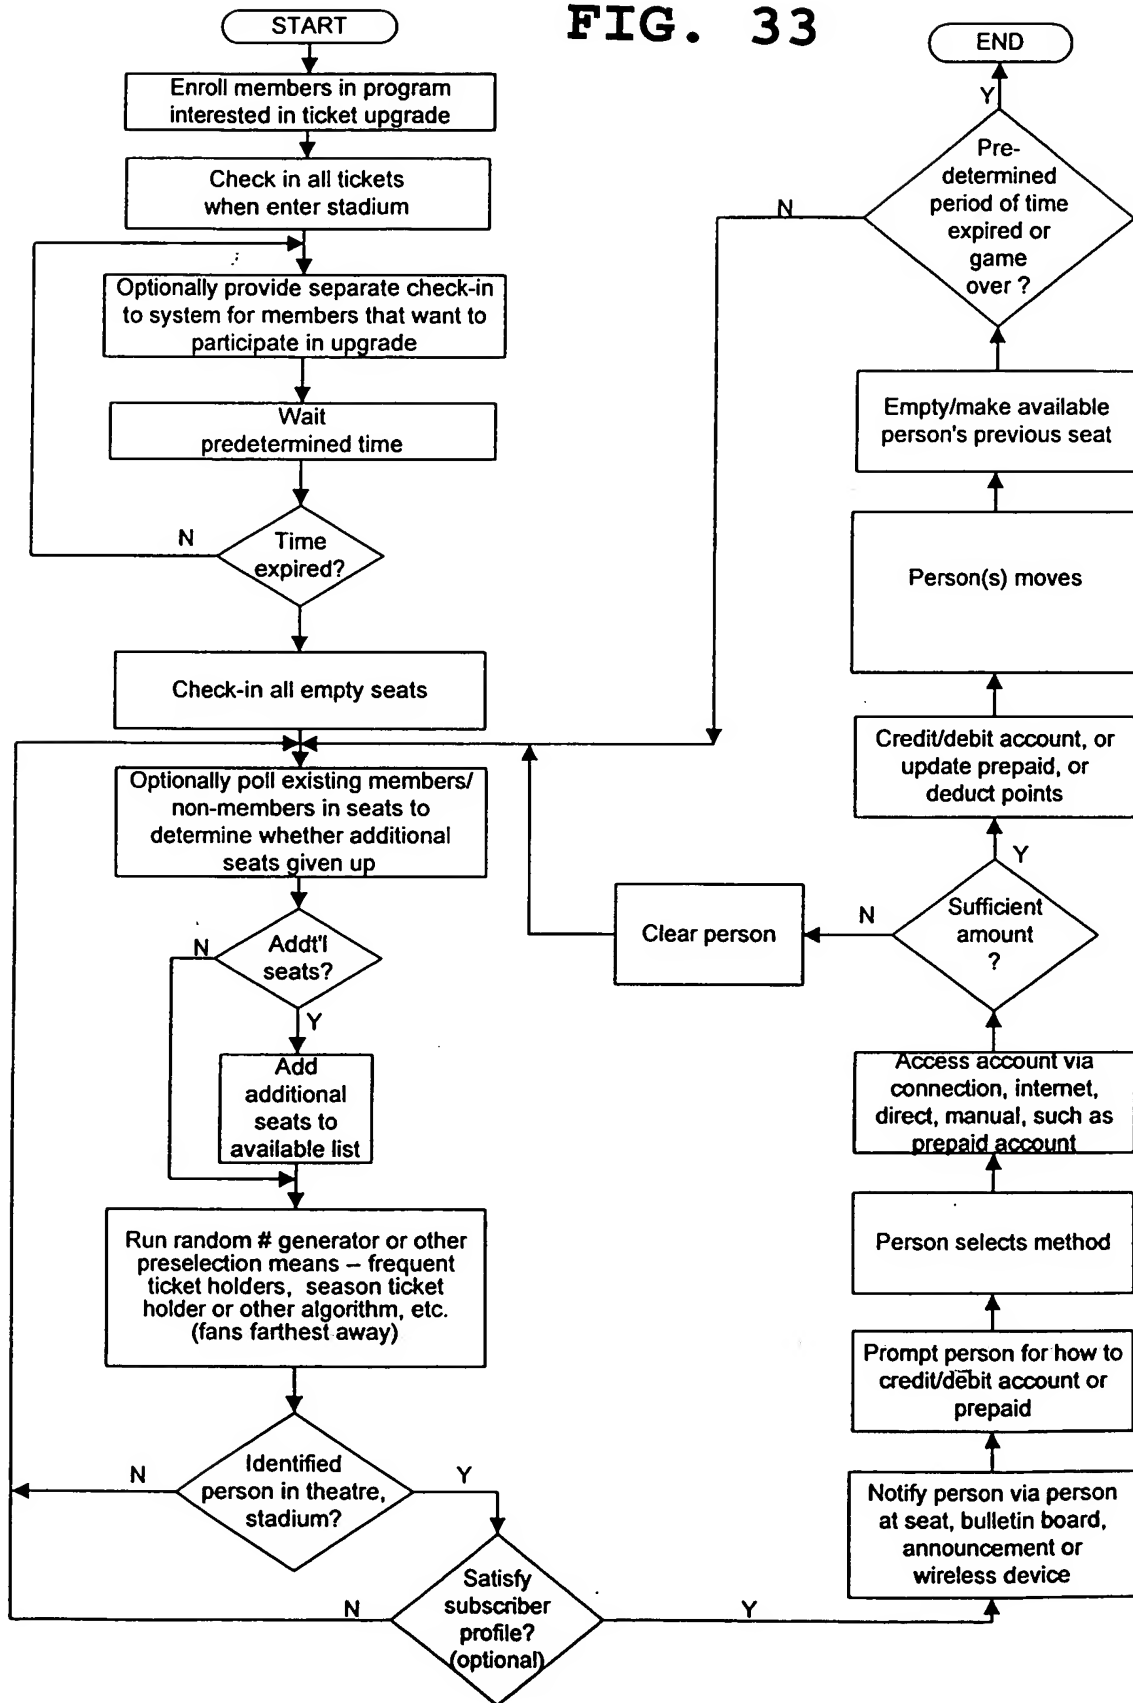 FIG. 33
START
Enroll members in program
interested in ticket upgrade
Check in all tickets
when enter stadium
Optionally provide separate check-in
to system for members that want to
participate in upgrade
Wait
predetermined time
Time
expired?
N
Check-in all empty seats
Optionally poll existing members/
non-members in seats to
determine whether additional
seats given up
Addt'l
seats?
N
Y
Add
additional
seats to
available list
Run random # generator or other
preselection means – frequent
ticket holders, season ticket
holder or other algorithm, etc.
(fans farthest away)
Identified
person in theatre,
stadium?
N
Y
Satisfy
subscriber
profile?
(optional)
N
Y
Notify person via person
at seat, bulletin board,
announcement or
wireless device
Prompt person for how to
credit/debit account or
prepaid
Person selects method
Access account via
connection, internet,
direct, manual, such as
prepaid account
Sufficient
amount
?
N
Clear person
Y
Credit/debit account, or
update prepaid, or
deduct points
Person(s) moves
Empty/make available
person's previous seat
Pre-
determined
period of time
expired or
game
over ?
N
Y
END